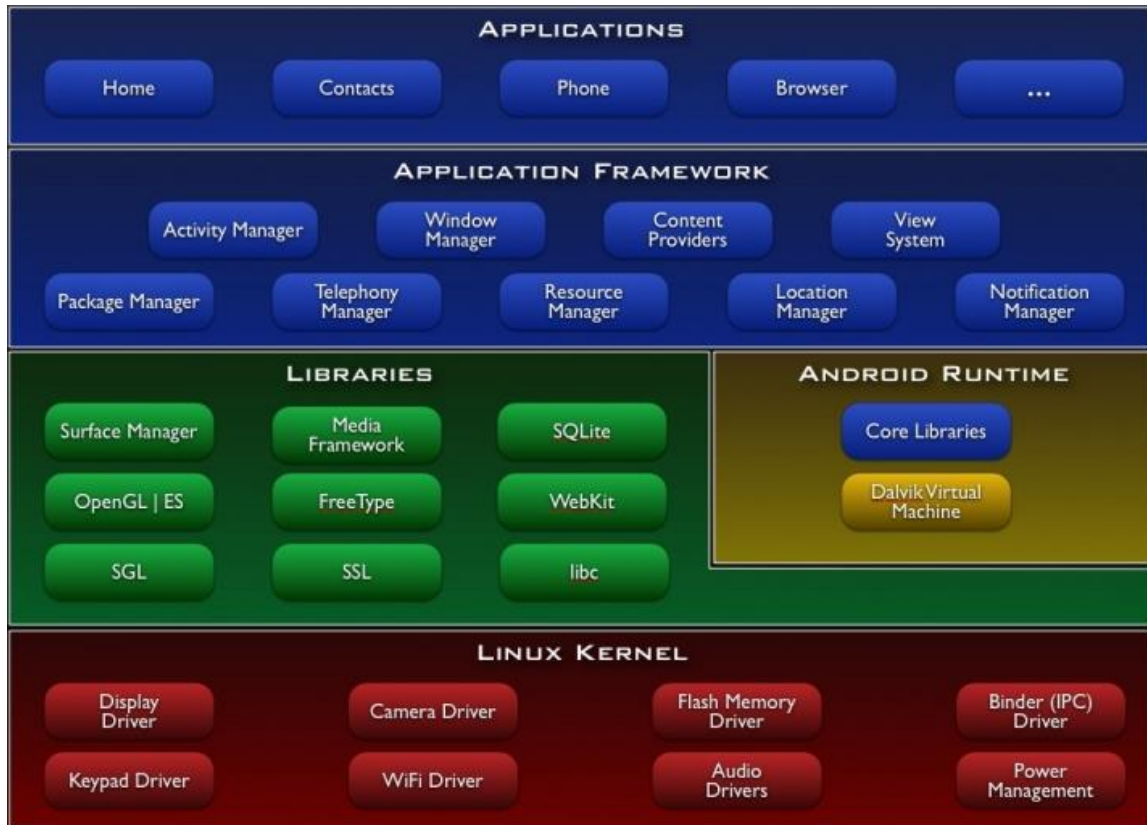 APPLICATIONS
Home Contacts Phone Browser ...
APPLICATION FRAMEWORK
Activity Manager
Window
Manager
Content
Providers
View
System
Package Manager
Telephony
Manager
Resource
Manager
Location
Manager
Notification
Manager
LIBRARIES
Surface Manager
Media
Framework
SQLite
OpenGL | ES
FreeType
WebKit
SGL
SSL
libc
ANDROID RUNTIME
Core Libraries
Dalvik Virtual
Machine
LINUX KERNEL
Display
Driver
Camera Driver
Flash Memory
Driver
Binder (IPC)
Driver
Keypad Driver
WiFi Driver
Audio
Drivers
Power
Management